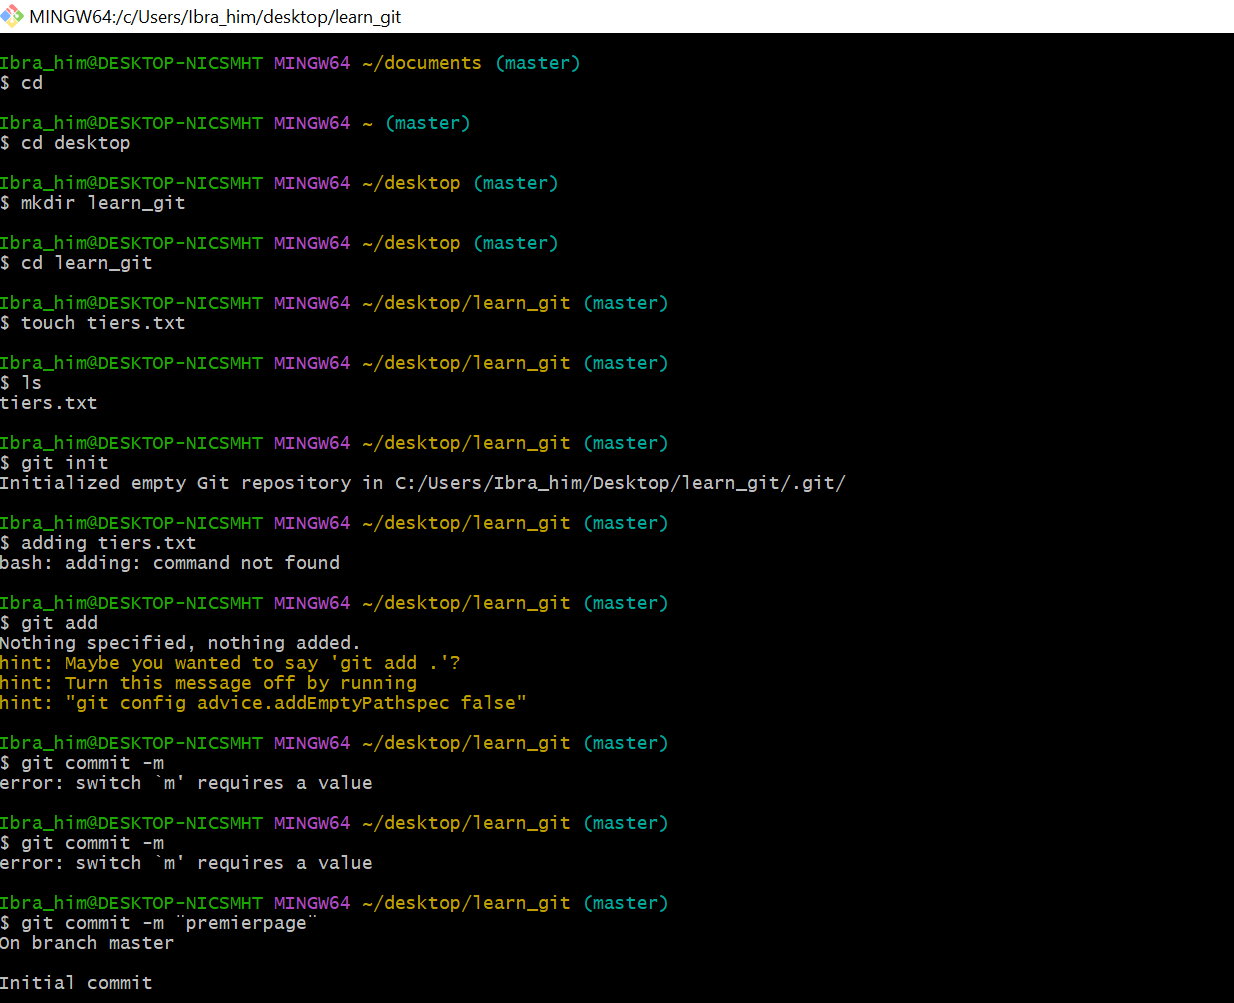 MINGW64:/c/Users/Ibra_him/desktop/learn_git
Ibra_him@DESKTOP-NICSMHT MINGW64 ~/documents (master)
$ cd
Ibra_him@DESKTOP-NICSMHT MINGW64 ~ (master)
$ cd desktop
Ibra_him@DESKTOP-NICSMHT MINGW64 ~/desktop (master)
$ mkdir learn_git
Ibra_him@DESKTOP-NICSMHT MINGW64 ~/desktop (master)
$ cd learn_git
Ibra_him@DESKTOP-NICSMHT MINGW64 ~/desktop/learn_git (master)
$ touch tiers.txt
Ibra_him@DESKTOP-NICSMHT MINGW64 ~/desktop/learn_git (master)
$ ls
tiers.txt
Ibra_him@DESKTOP-NICSMHT MINGW64 ~/desktop/learn_git (master)
$ git init
Initialized empty Git repository in C:/Users/Ibra_him/Desktop/learn_git/.git/
Ibra_him@DESKTOP-NICSMHT MINGW64 ~/desktop/learn_git (master)
$ adding tiers.txt
bash: adding: command not found
Ibra_him@DESKTOP-NICSMHT MINGW64 ~/desktop/learn_git (master)
$ git add
Nothing specified, nothing added.
hint: Maybe you wanted to say 'git add .'?
hint: Turn this message off by running
hint: "git config advice.addEmptyPathspec false"
Ibra_him@DESKTOP-NICSMHT MINGW64 ~/desktop/learn_git (master)
$ git commit -m
error: switch `m' requires a value
Ibra_him@DESKTOP-NICSMHT MINGW64 ~/desktop/learn_git (master)
$ git commit -m
error: switch `m' requires a value
Ibra_him@DESKTOP-NICSMHT MINGW64 ~/desktop/learn_git (master)
$ git commit -m ¨premierpage¨
On branch master
Initial commit